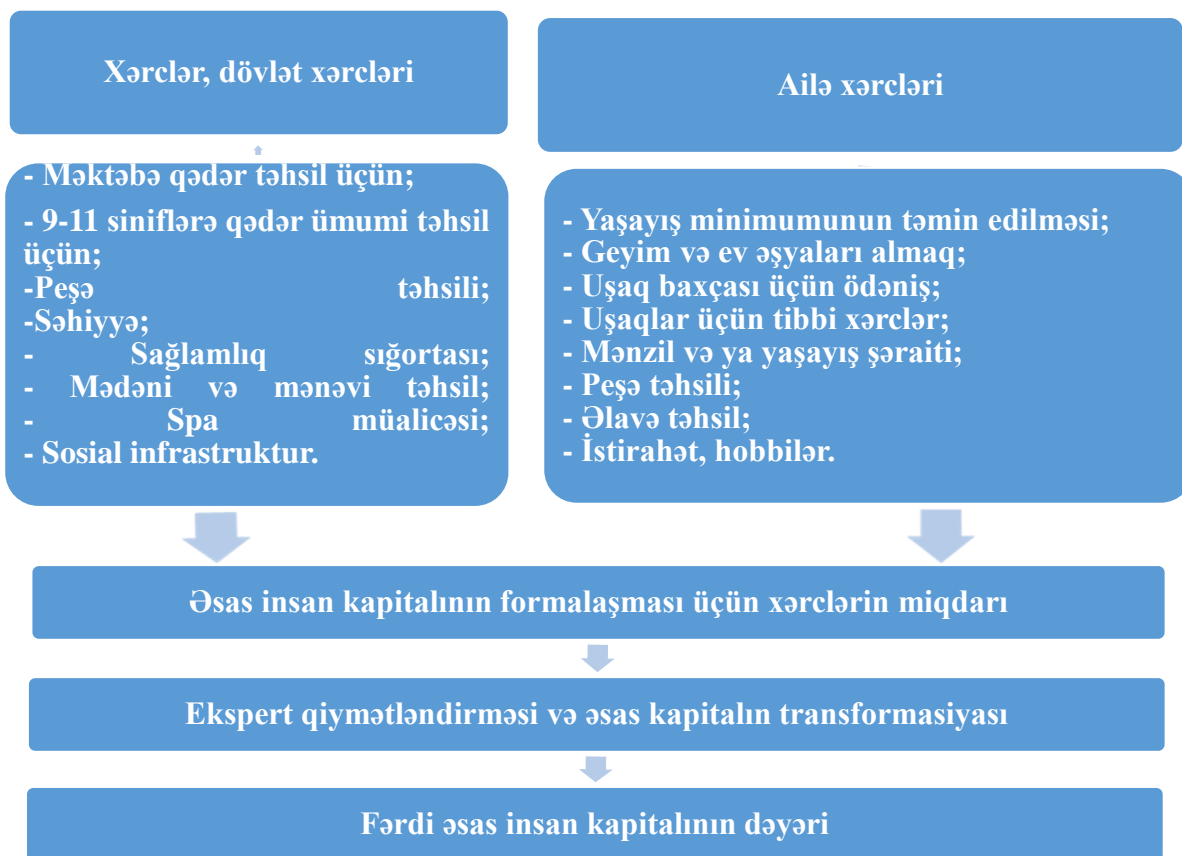 Xərclər, dövlət xərcləri
- Məktəbə qədər təhsil üçün;
- 9-11 siniflərə qədər ümumi təhsil
üçün;
-Peşə təhsili;
-Səhiyyə;
- Sağlamlıq sığortası;
- Mədəni və mənəvi təhsil;
- Spa müalicəsi;
- Sosial infrastruktur.
Ailə xərcləri
- Yaşayış minimumunun təmin edilməsi;
- Geyim və ev əşyaları almaq;
- Uşaq baxçası üçün ödəniş;
- Uşaqlar üçün tibbi xərclər;
- Mənzil və ya yaşayış şəraiti;
- Peşə təhsili;
- Əlavə təhsil;
- İstirahət, hobbilər.
Əsas insan kapitalının formalaşması üçün xərclərin miqdarı
Ekspert qiymətləndirməsi və əsas kapitalın transformasiyası
Fərdi əsas insan kapitalının dəyəri